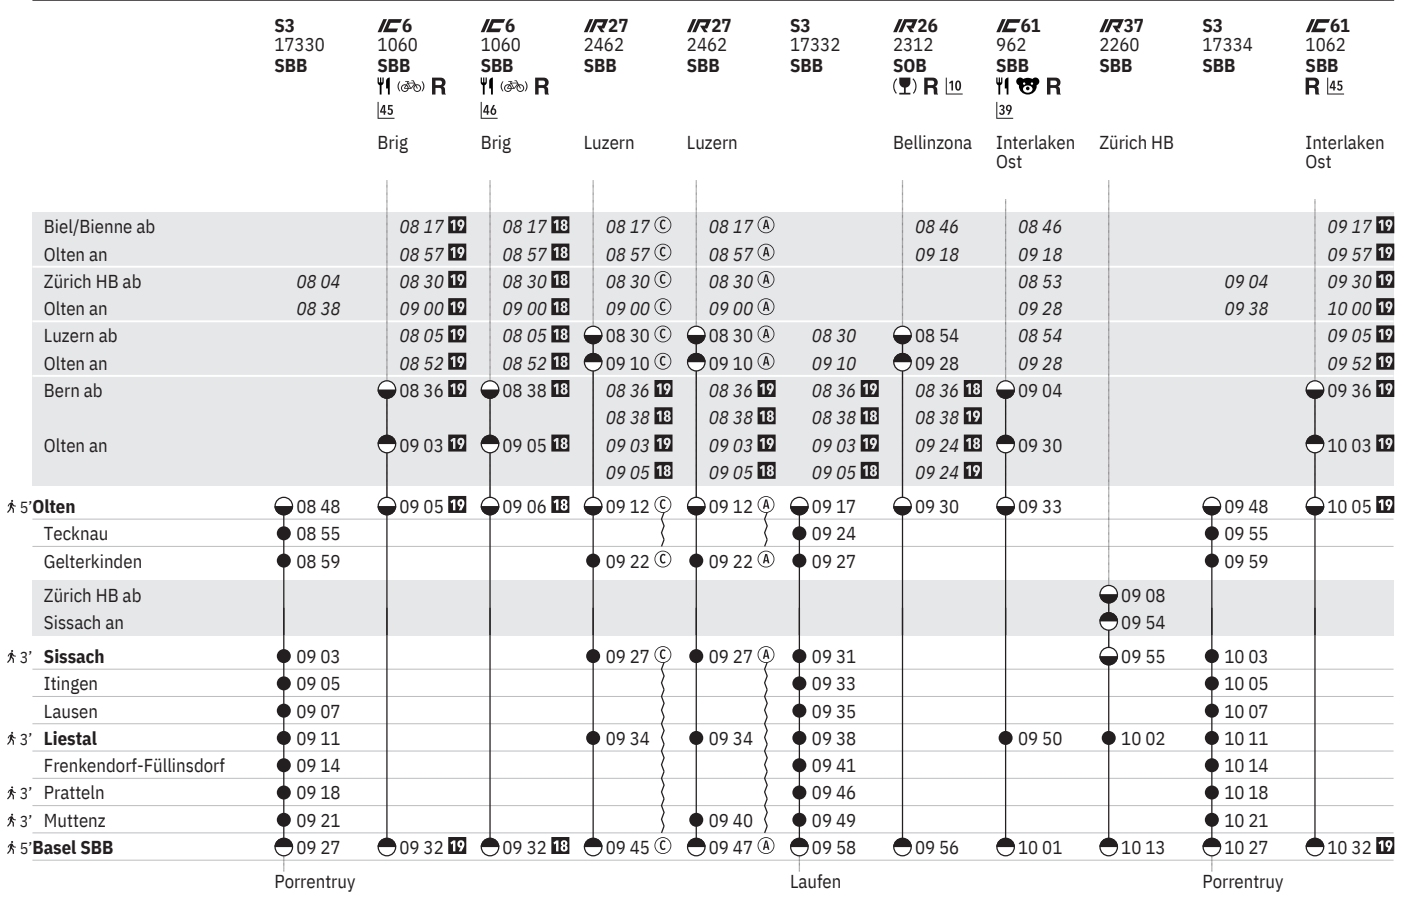 S3 IC6 IC6 IR27 IR27 S3 IR26 IC61 IR37 S3 IC61
17330 1060 1060 2462 2462 17332 2312 962 2260 17334 1062
SBB SBB SBB SBB SBB SBB SOB SBB SBB SBB SBB
R R R 10 R R 45
45 46 39
Brig Brig Luzern Luzern Bellinzona Interlaken Zürich HB Interlaken
Ost Ost
Biel/Bienne ab 08 17 19 08 17 18 08 17 C 08 17 A 08 46 08 46 09 17 19
Olten an 08 57 19 08 57 18 08 57 C 08 57 A 09 18 09 18 09 57 19
Zürich HB ab 08 04 08 30 19 08 30 18 08 30 C 08 30 A 08 53 09 04 09 30 19
Olten an 08 38 09 00 19 09 00 18 09 00 C 09 00 A 09 28 09 38 10 00 19
Luzern ab 08 05 19 08 05 18 08 30 C 08 30 A 08 30 08 54 08 54 09 05 19
Olten an 08 52 19 08 52 18 09 10 C 09 10 A 09 10 09 28 09 28 09 52 19
Bern ab 08 36 19 08 38 18 08 36 19 08 36 19 08 36 19 08 36 18 09 04 09 36 19
08 38 18 08 38 18 08 38 18 08 38 19
Olten an 09 03 19 09 05 18 09 03 19 09 03 19 09 03 19 09 24 18 09 30 10 03 19
09 05 18 09 05 18 09 05 18 09 24 19
5' Olten 08 48 09 05 19 09 06 18 09 12 C 09 12 A 09 17 09 30 09 33 09 48 10 05 19
Tecknau 08 55 09 24 09 55
Gelterkinden 08 59 09 22 C 09 22 A 09 27 09 59
Zürich HB ab 09 08
Sissach an 09 54
3' Sissach 09 03 09 27 C 09 27 A 09 31 09 55 10 03
Itingen 09 05 09 33 10 05
Lausen 09 07 09 35 10 07
3' Liestal 09 11 09 34 09 34 09 38 09 50 10 02 10 11
Frenkendorf-Füllinsdorf 09 14 09 41 10 14
3' Pratteln 09 18 09 46 10 18
3' Muttenz 09 21 09 40 09 49 10 21
5' Basel SBB 09 27 09 32 19 09 32 18 09 45 C 09 47 A 09 58 09 56 10 01 10 13 10 27 10 32 19
Porrentruy Laufen Porrentruy